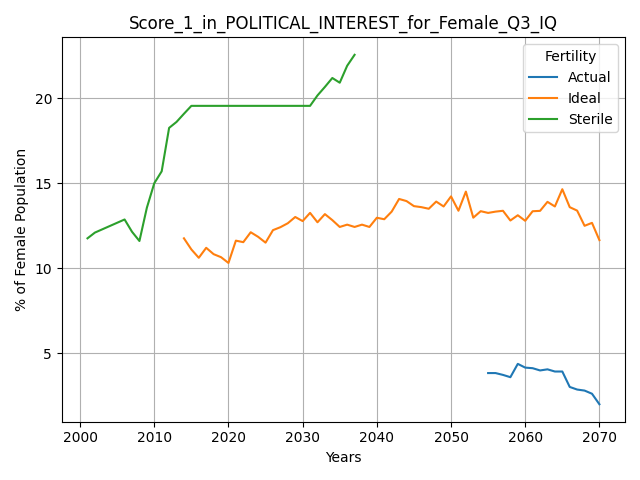 Score_1_in_POLITICAL_INTEREST_for_Female_Q3_IQ
Fertility
Actual
Ideal
Sterile
% of Female Population
20
15
10
5
2000 2010 2020 2030 2040 2050 2060 2070
Years